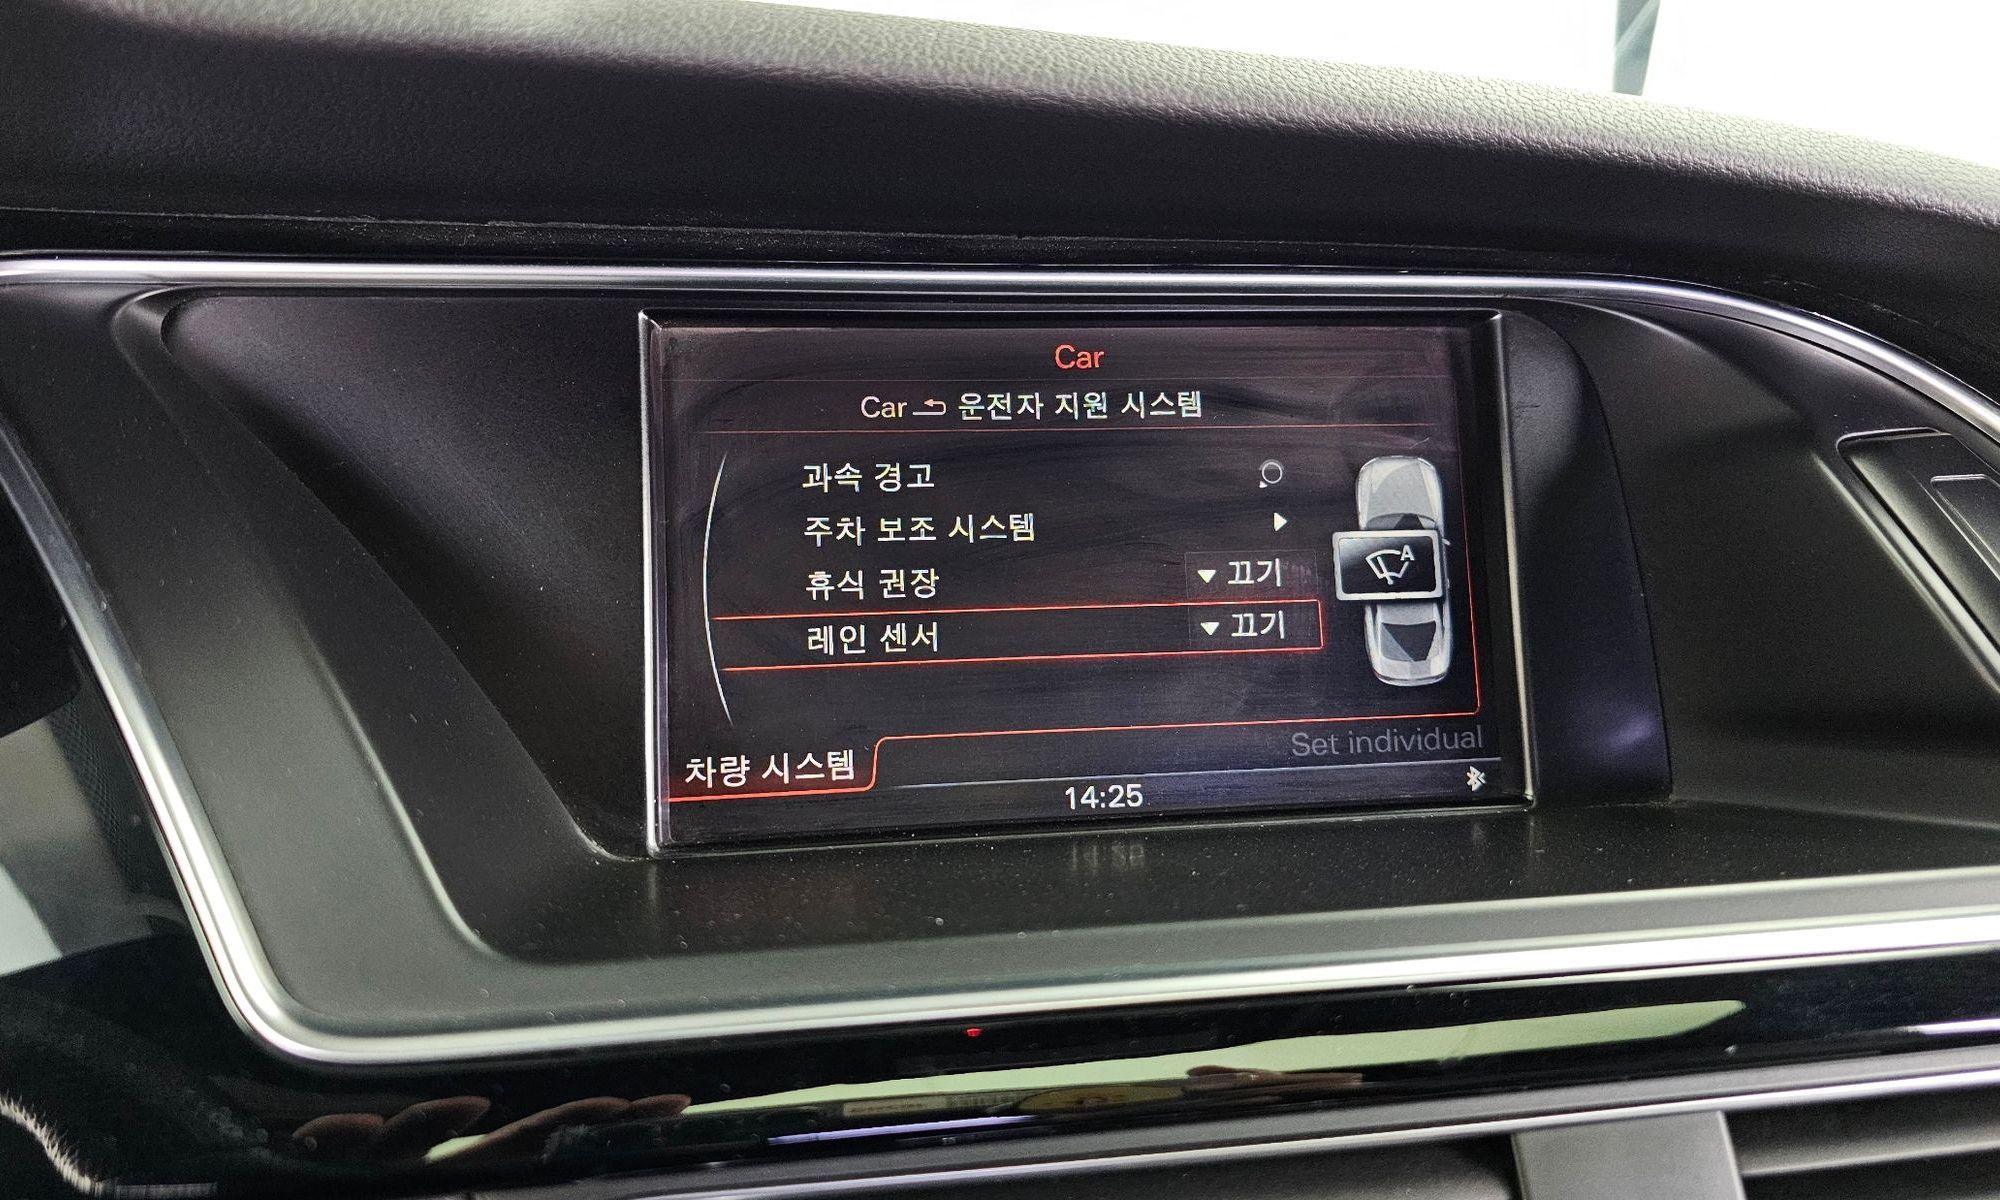 Car
Car 운전자 지원 시스템
과속 경고
주차 보조 시스템
휴식 권장 끄기
레인 센서 끄기
A
Set individual
차량 시스템
14:25